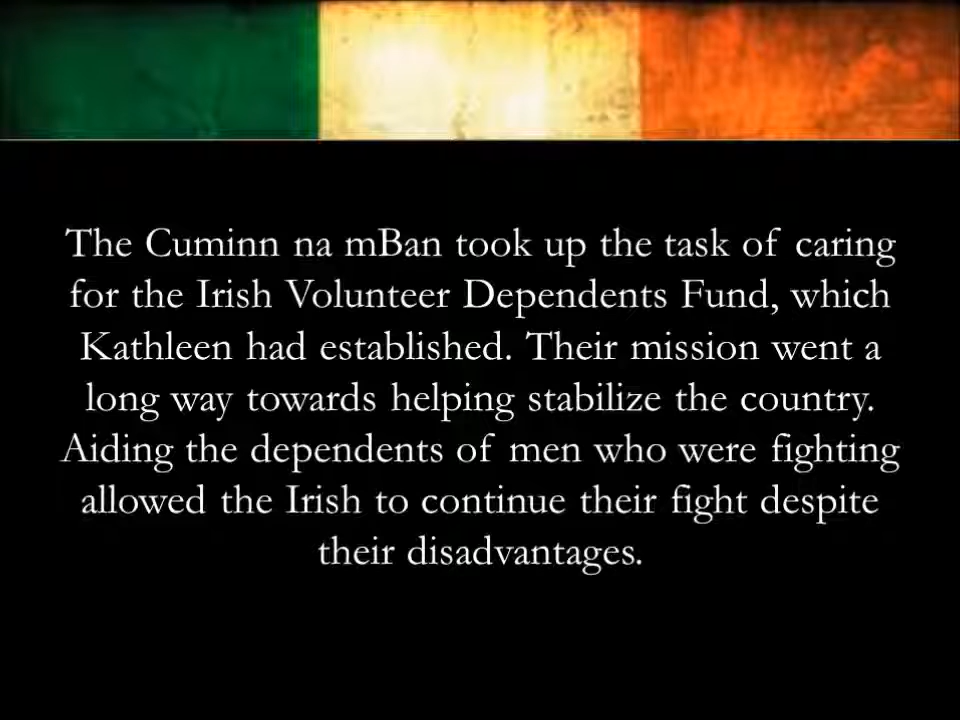 The Cuminn na mBan took up the task of caring
for the Irish Volunteer Dependents Fund, which
Kathleen had established. Their mission went a
long way towards helping stabilize the country.
Aiding the dependents of men who were fighting
allowed the Irish to continue their fight despite
their disadvantages.